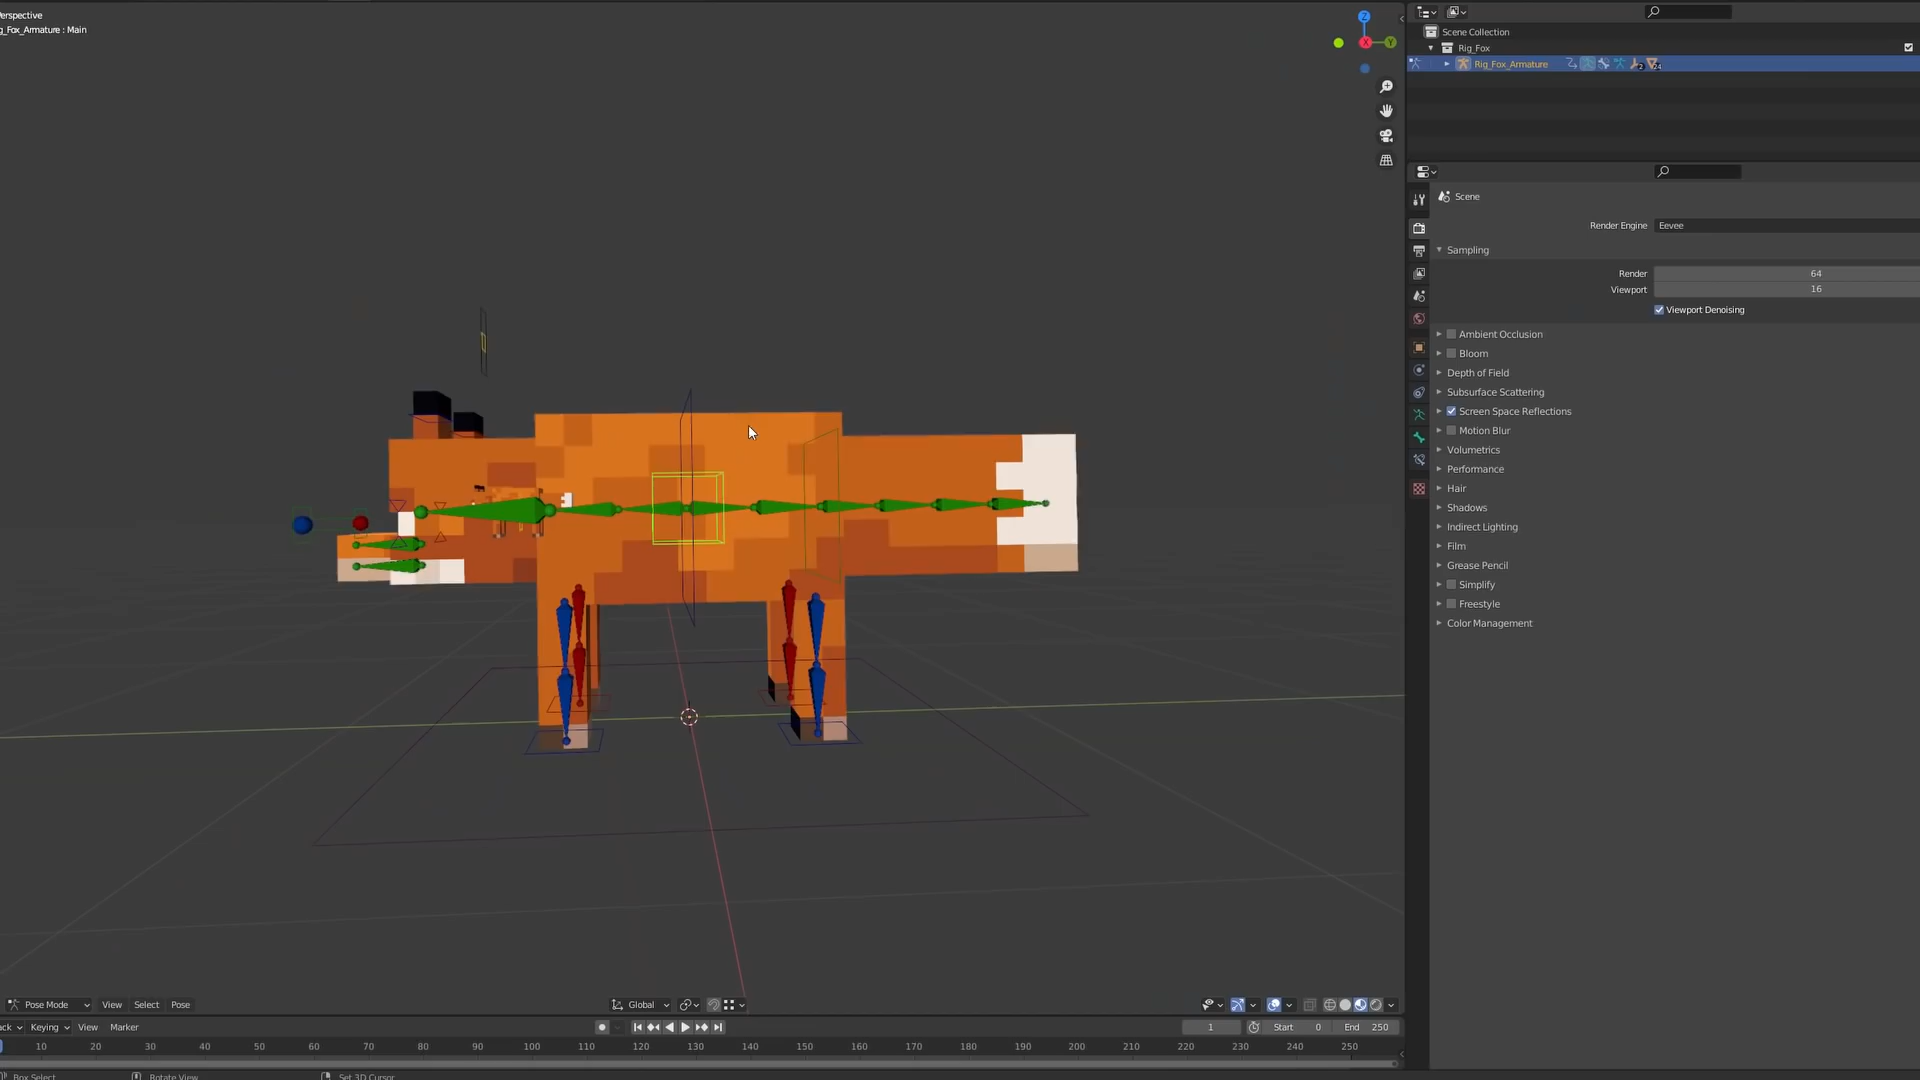 erspective
g_Fox_Armature : Main
Z
X
Y
Scene Collection
Rig_Fox
Rig_Fox_Armature
2
24
Scene
Render Engine
Eevee
Sampling
Render
64
Viewport
16
Viewport Denoising
Ambient Occlusion
Bloom
Depth of Field
Subsurface Scattering
Screen Space Reflections
Motion Blur
Volumetrics
Performance
Hair
Shadows
Indirect Lighting
Film
Grease Pencil
Simplify
Freestyle
Color Management
Pose Mode View Select Pose
Global
ack Keying View Marker
1
Start 0
End 250
10 20 30 40 50 60 70 80 90 100 110 120 130 140 150 160 170 180 190 200 210 220 230 240 250
Box Select Rotate View Set 3D Cursor